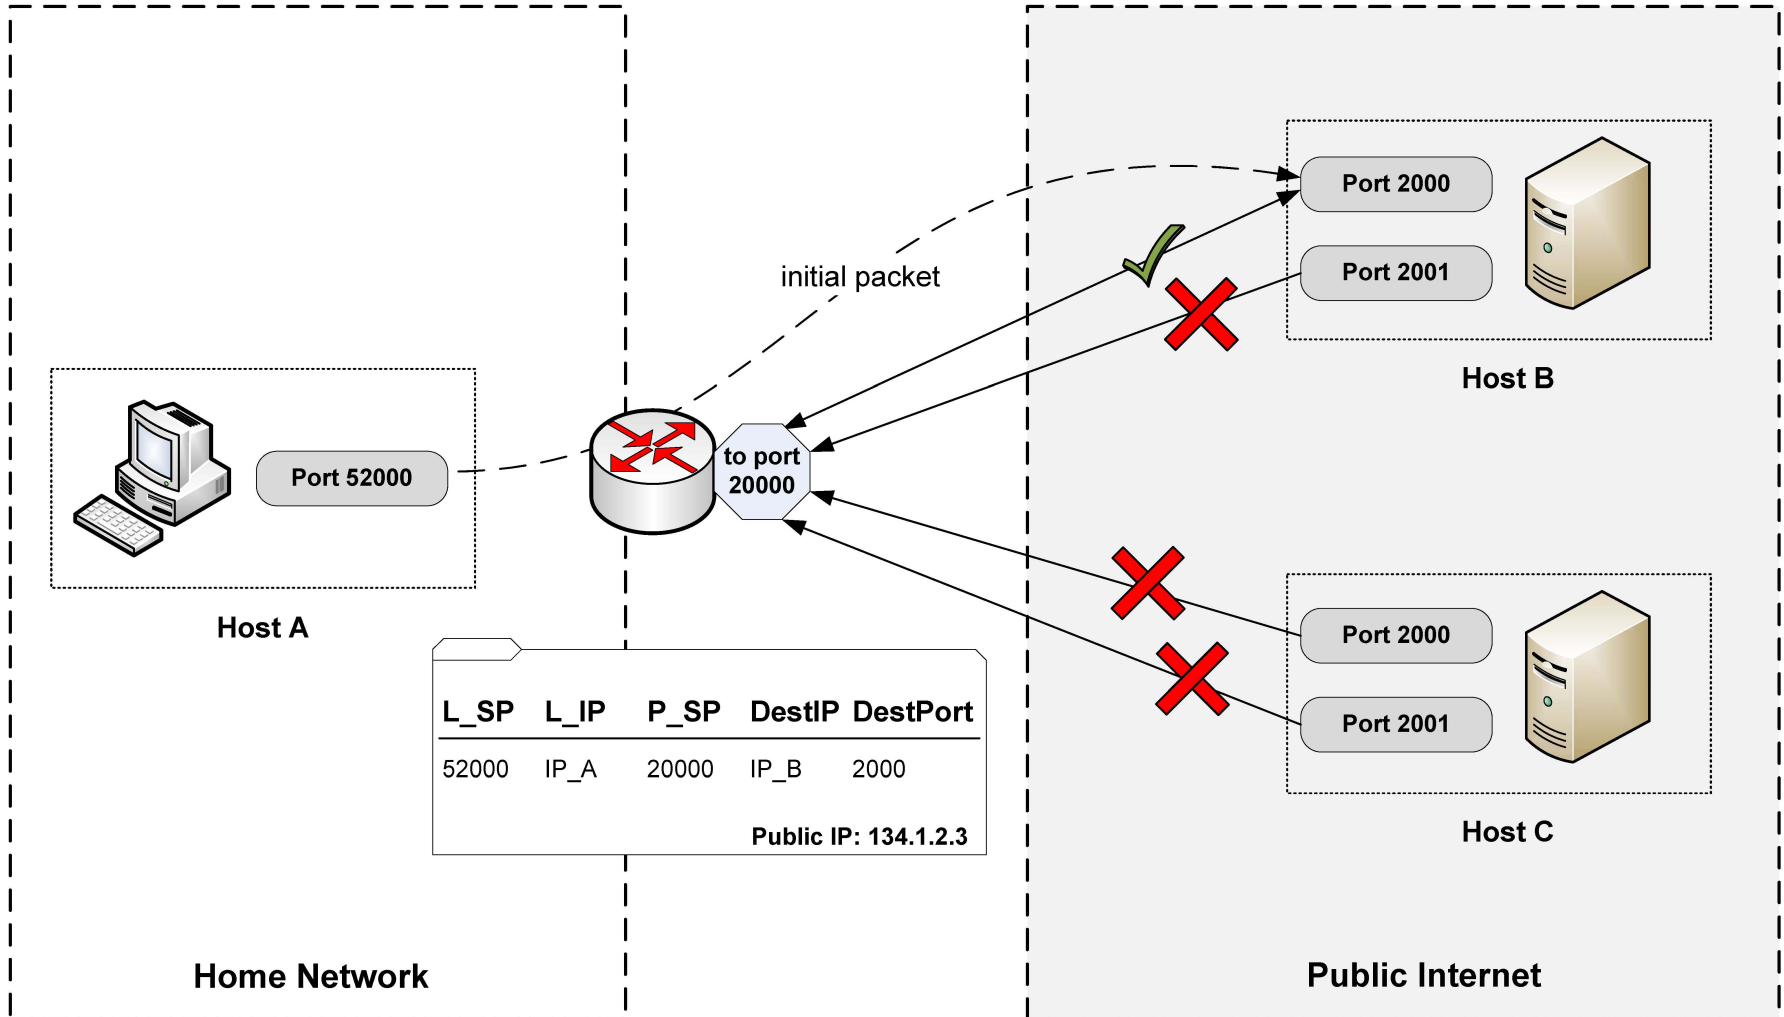 initial packet
Port 2000
Port 2001
Host B
Port 52000
to port
20000
Host A
Port 2000
Port 2001
Host C
L_SP L_IP P_SP DestIP DestPort
52000 IP_A 20000 IP_B 2000
Public IP: 134.1.2.3
Home Network
Public Internet